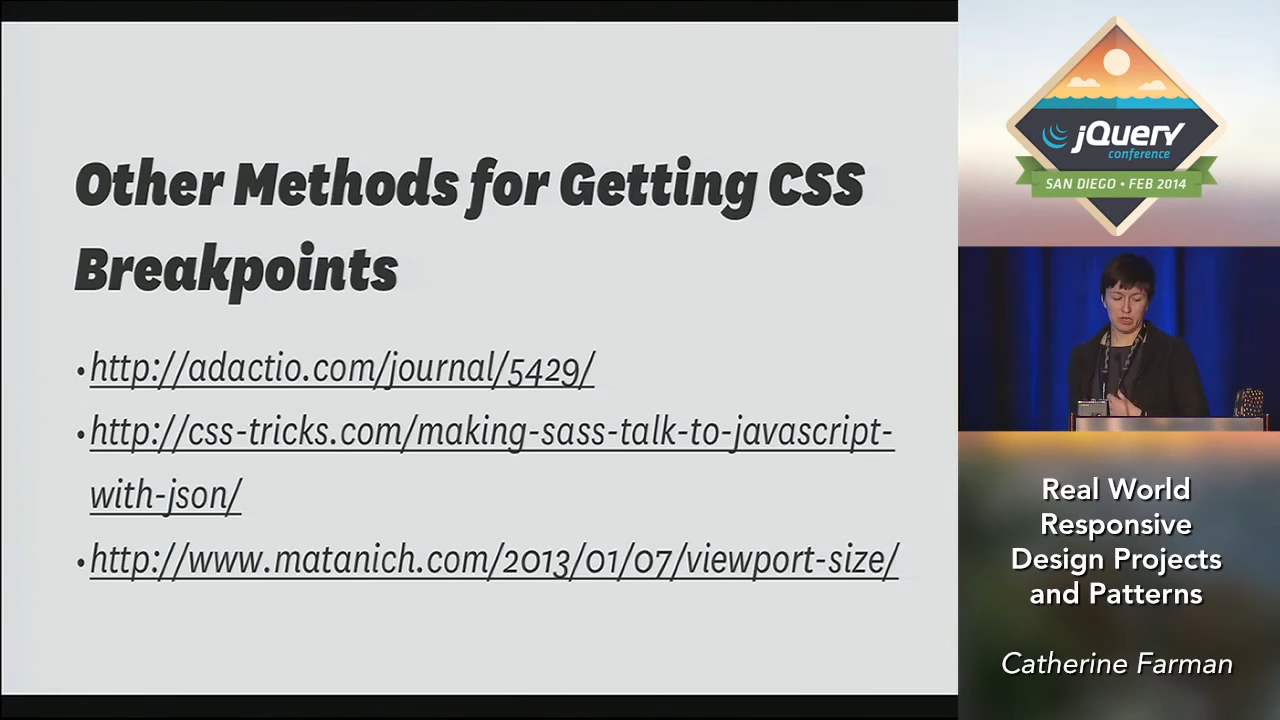 Other Methods for Getting CSS
Breakpoints
•http://adactio.com/journal/5429/
•http://css-tricks.com/making-sass-talk-to-javascript-
with-json/
•http://www.matanich.com/2013/01/07/viewport-size/
jQuery
conference
SAN DIEGO • FEB 2014
Real World
Responsive
Design Projects
and Patterns
Catherine Farman